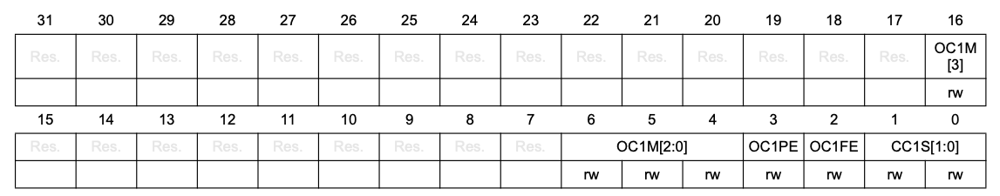 31 30 29 28 27 26 25 24 23 22 21 20 19 18 17 16
Res. Res. Res. Res. Res. Res. Res. Res. Res. Res. Res. Res. Res. Res. Res. OC1M [3]
rw
15 14 13 12 11 10 9 8 7 6 5 4 3 2 1 0
Res. Res. Res. Res. Res. Res. Res. Res. Res. OC1M[2:0] OC1PE OC1FE CC1S[1:0]
rw rw rw rw rw rw rw